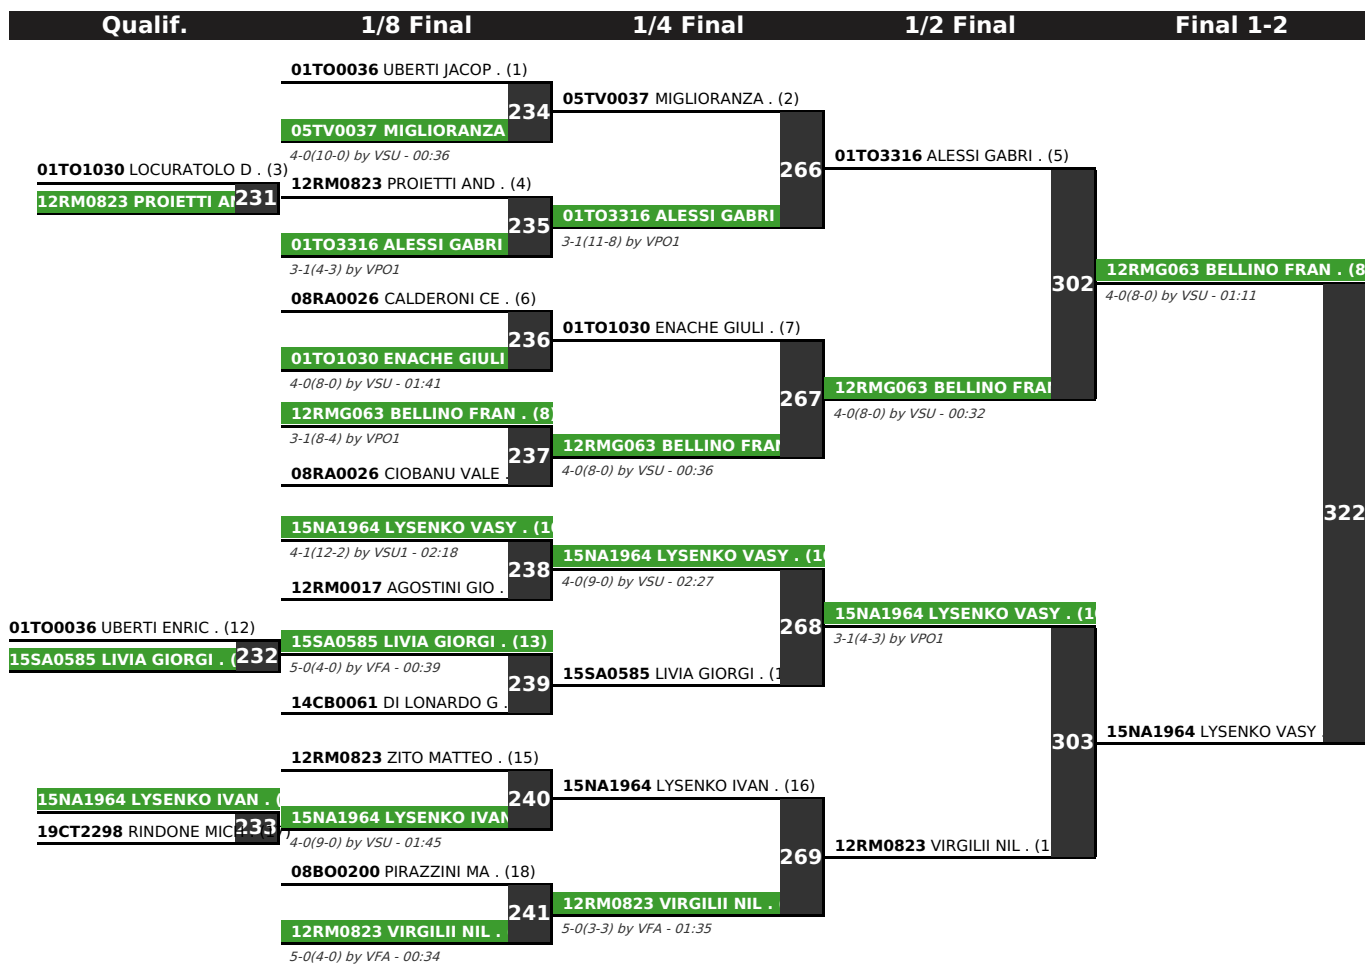 Qualif. 1/8 Final 1/4 Final 1/2 Final Final 1-2
01TO1030 LOCURATOLO D . (3)
12RM0823 PROIETTI
231
01TO0036 UBERTI ENRIC . (12)
15SA0585 LIVIA GIORGI . (
232
15NA1964 LYSENKO IVAN . (
19CT2298 RINDONE
233
01TO0036 UBERTI JACOP . (1)
234
05TV0037 MIGLIORANZA
4-0(10-0) by VSU - 00:36
12RM0823 PROIETTI AND . (4)
235
01TO3316 ALESSI GABRI
3-1(4-3) by VPO1
08RA0026 CALDERONI CE . (6)
236
01TO1030 ENACHE GIULI
4-0(8-0) by VSU - 01:41
12RMG063 BELLINO FRAN . (8)
3-1(8-4) by VPO1
237
08RA0026 CIOBANU VALE .
15NA1964 LYSENKO VASY . (10
4-1(12-2) by VSU1 - 02:18
238
12RM0017 AGOSTINI GIO .
15SA0585 LIVIA GIORGI . (13)
5-0(4-0) by VFA - 00:39
239
14CB0061 DI LONARDO G .
12RM0823 ZITO MATTEO . (15)
240
15NA1964 LYSENKO IVAN
4-0(9-0) by VSU - 01:45
08BO0200 PIRAZZINI MA . (18)
241
12RM0823 VIRGILII NIL .
5-0(4-0) by VFA - 00:34
05TV0037 MIGLIORANZA . (2)
266
01TO3316 ALESSI GABRI
3-1(11-8) by VPO1
01TO1030 ENACHE GIULI . (7)
267
12RMG063 BELLINO FRAN
4-0(8-0) by VSU - 00:36
15NA1964 LYSENKO VASY . (10
4-0(9-0) by VSU - 02:27
268
15SA0585 LIVIA GIORGI . (1
15NA1964 LYSENKO IVAN . (16)
269
12RM0823 VIRGILII NIL .
5-0(3-3) by VFA - 01:35
01TO3316 ALESSI GABRI . (5)
302
12RMG063 BELLINO FRAN
4-0(8-0) by VSU - 00:32
15NA1964 LYSENKO VASY . (10
3-1(4-3) by VPO1
303
12RM0823 VIRGILII NIL . (1
12RMG063 BELLINO FRAN . (8
4-0(8-0) by VSU - 01:11
322
15NA1964 LYSENKO VASY .